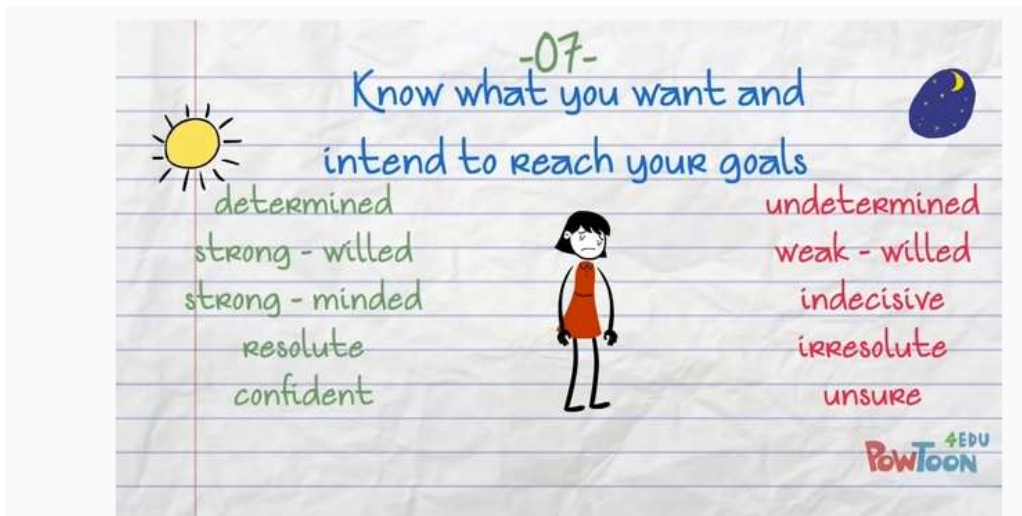 -07-
Know what you want and
intend to reach your goals
determined
strong - willed
strong - minded
resolute
confident
undetermined
weak - willed
indecisive
irresolute
unsure
4EDU
PowToon